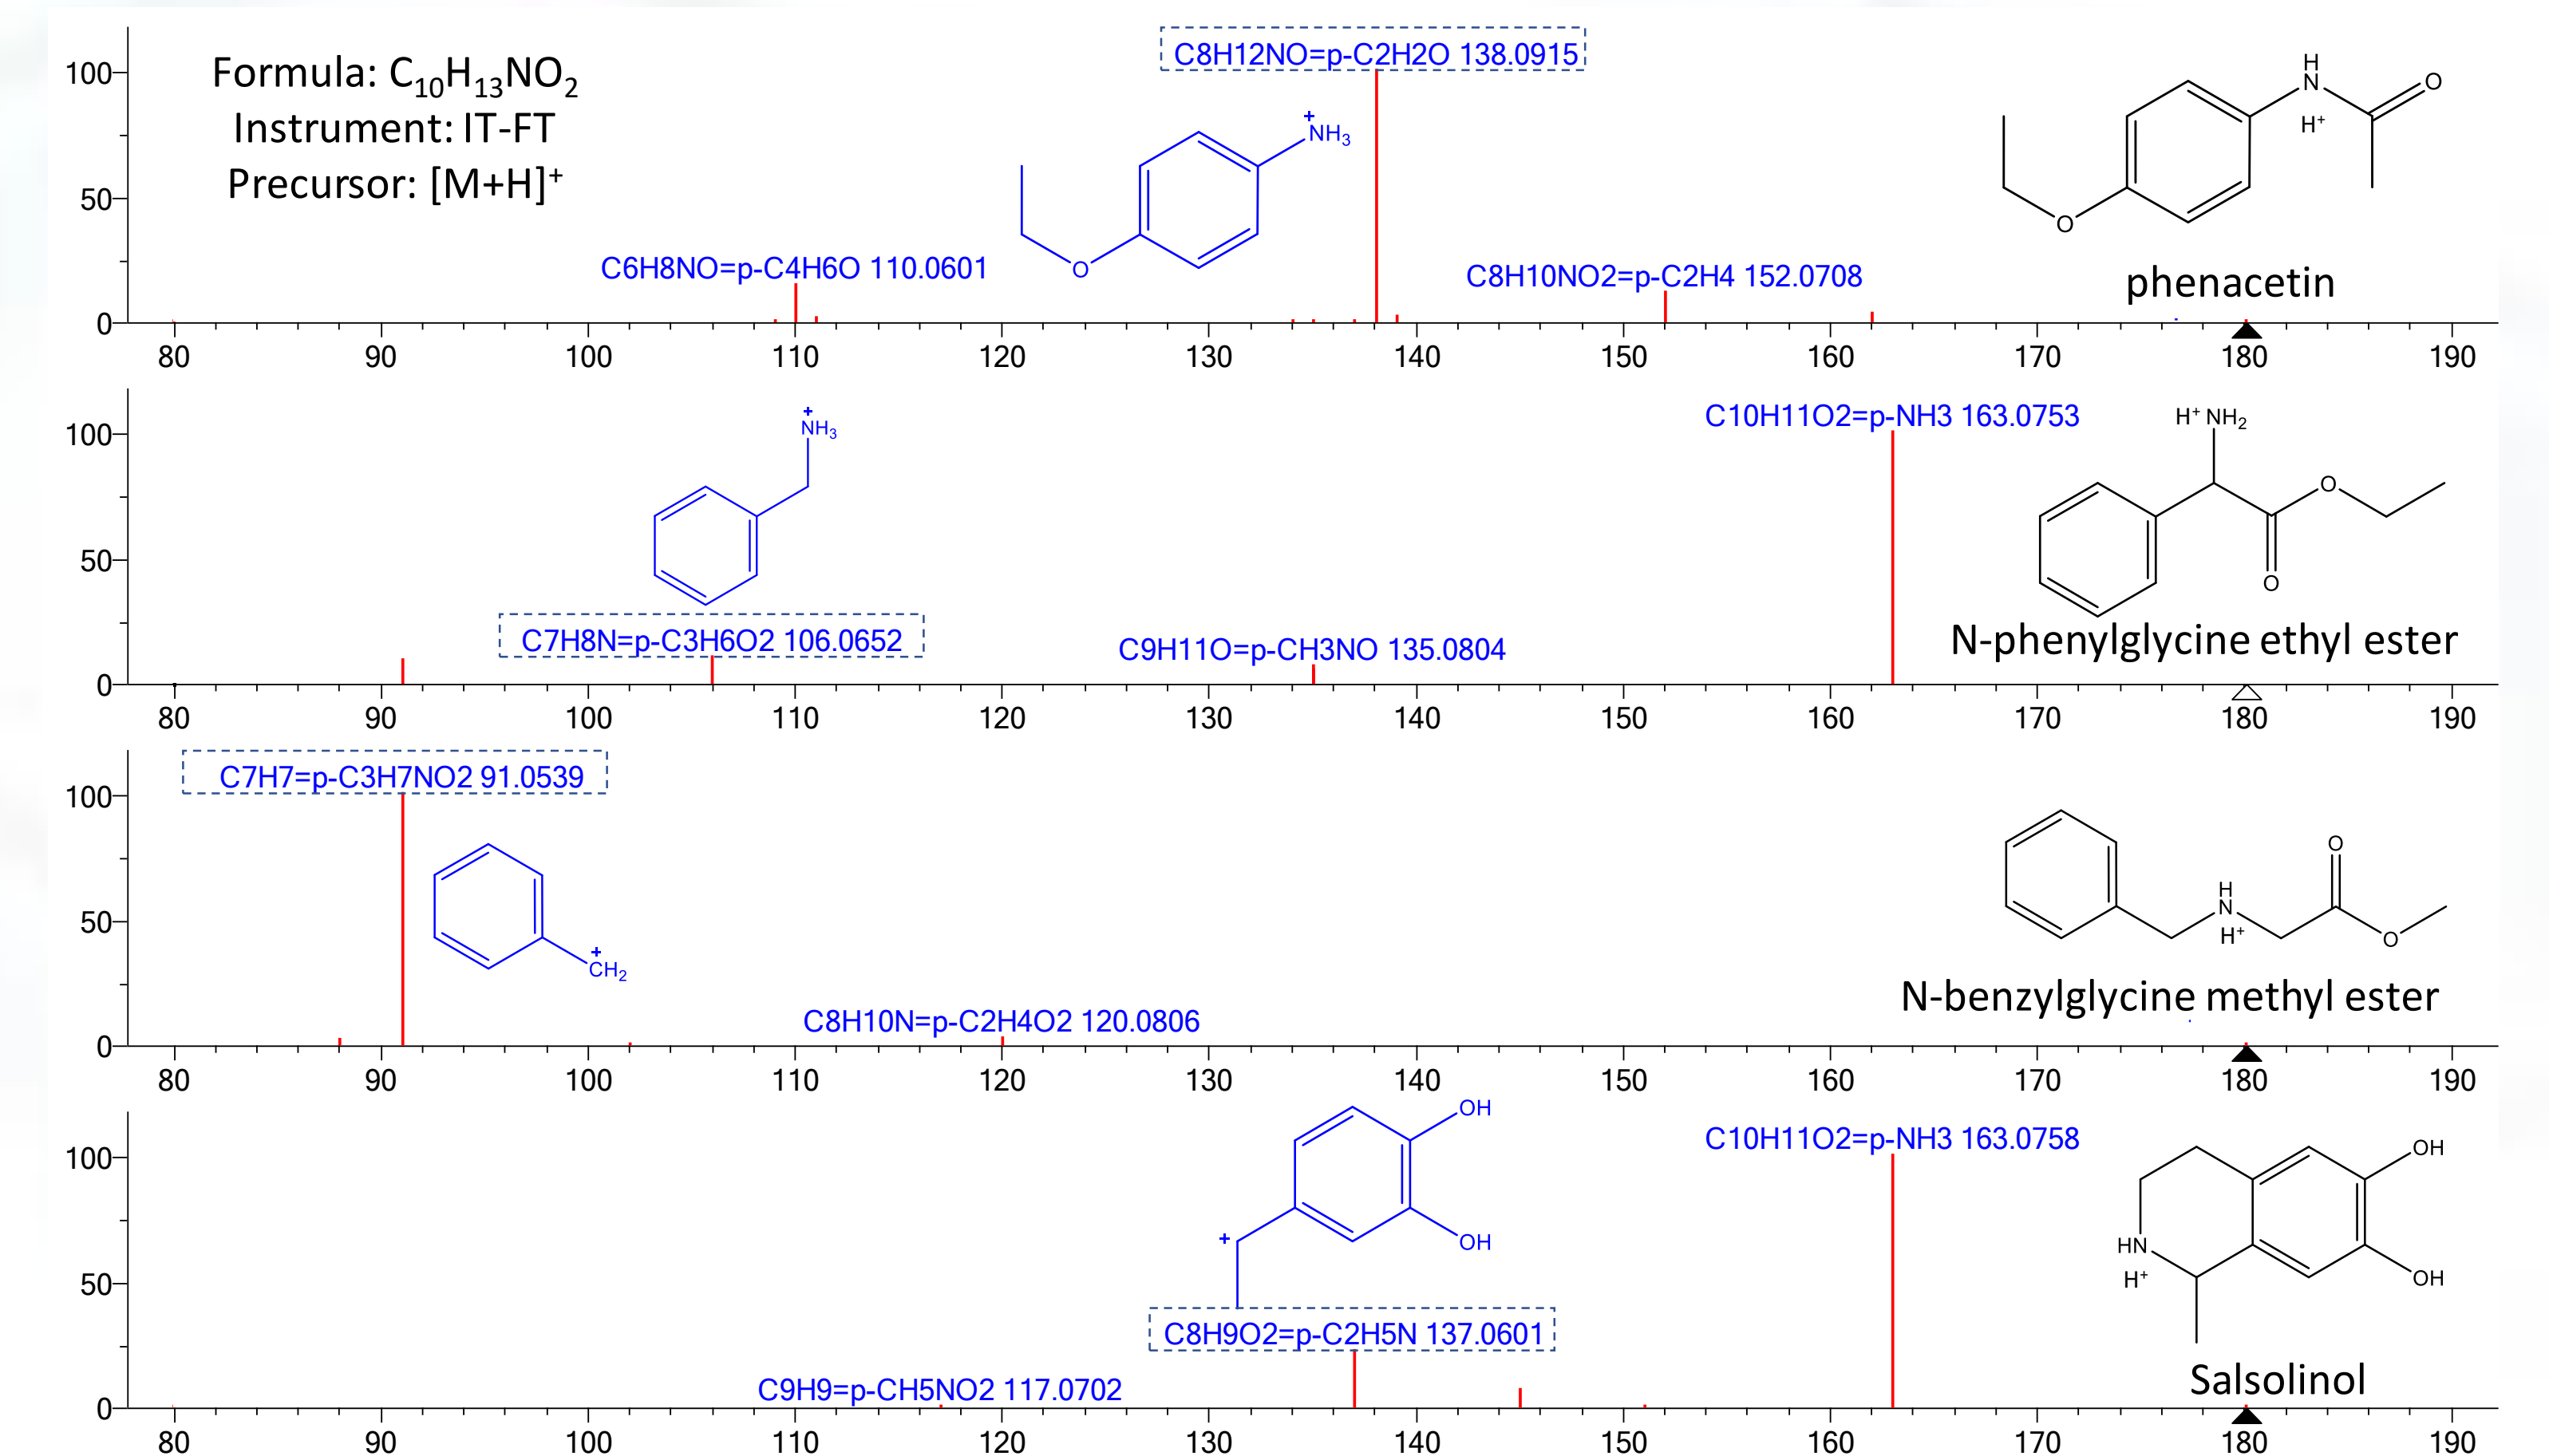 Formula: C10H13NO2
Instrument: IT-FT
Precursor: [M+H]+
100
50
0
C8H12NO=p-C2H2O 138.0915
+
NH3
O
C6H8NO=p-C4H6O 110.0601
C8H10NO2=p-C2H4 152.0708
H
N
H+
O
O
phenacetin
80 90 100 110 120 130 140 150 160 170 180 190
100
50
0
+
NH3
C7H8N=p-C3H6O2 106.0652
C9H11O=p-CH3NO 135.0804
C10H11O2=p-NH3 163.0753
H+ NH2
O
O
N-phenylglycine ethyl ester
80 90 100 110 120 130 140 150 160 170 180 190
C7H7=p-C3H7NO2 91.0539
100
50
0
+
CH2
C8H10N=p-C2H4O2 120.0806
O
H
N
H+
O
N-benzylglycine methyl ester
80 90 100 110 120 130 140 150 160 170 180 190
100
50
0
OH
+
OH
C8H9O2=p-C2H5N 137.0601
C9H9=p-CH5NO2 117.0702
C10H11O2=p-NH3 163.0758
OH
HN
H+
OH
Salsolinol
80 90 100 110 120 130 140 150 160 170 180 190